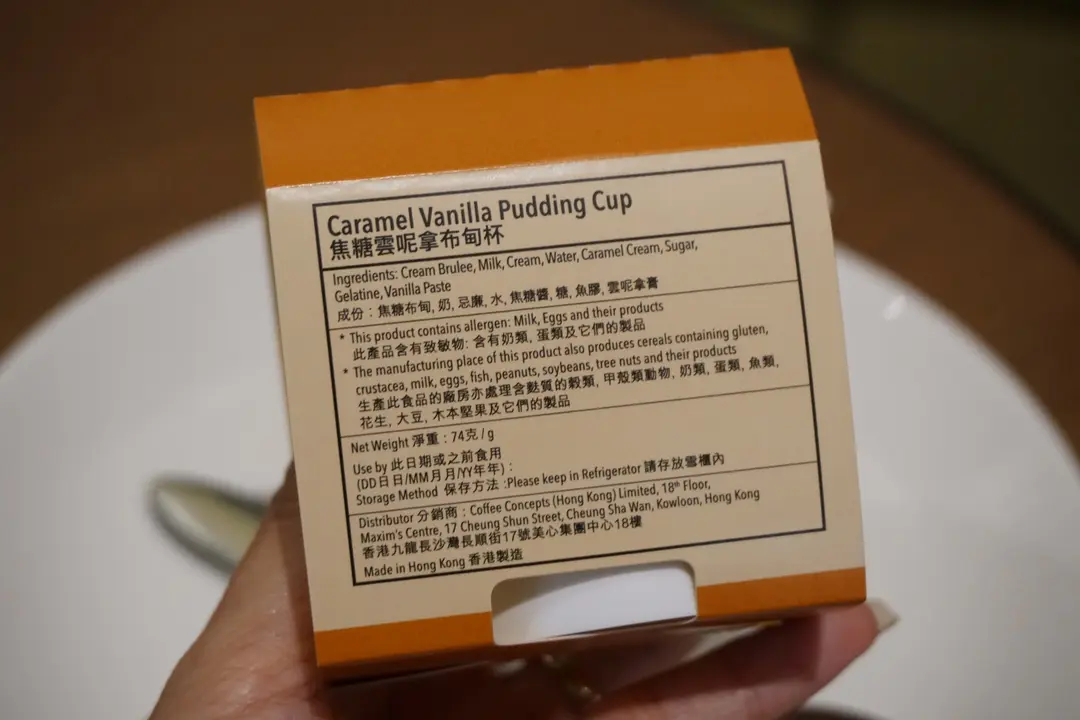 Caramel Vanilla Pudding Cup
焦糖雲呢拿布甸杯
Ingredients: Cream Brulee, Milk, Cream, Water, Caramel Cream, Sugar,
Gelatine, Vanilla Paste
成份：焦糖布甸, 奶, 忌廉, 水, 焦糖醬, 糖, 魚膠, 雲呢拿膏
* This product contains allergen: Milk, Eggs and their products
此產品含有致敏物: 含有奶類, 蛋類及它們的製品
* The manufacturing place of this product also produces cereals containing gluten,
crustacea, milk, eggs, fish, peanuts, soybeans, tree nuts and their products
生產此食品的廠房亦處理含麩質的穀類, 甲殼類動物, 奶類, 蛋類, 魚類,
花生, 大豆, 木本堅果及它們的製品
Net Weight 淨重：74克 / g
Use by 此日期或之前食用
(DD日日/MM月月/YY年年)：
Storage Method 保存方法 :Please keep in Refrigerator 請存放雪櫃內
Distributor 分銷商：Coffee Concepts (Hong Kong) Limited, 18th Floor,
Maxim's Centre, 17 Cheung Shun Street, Cheung Sha Wan, Kowloon, Hong Kong
香港九龍長沙灣長順街17號美心集團中心18樓
Made in Hong Kong 香港製造